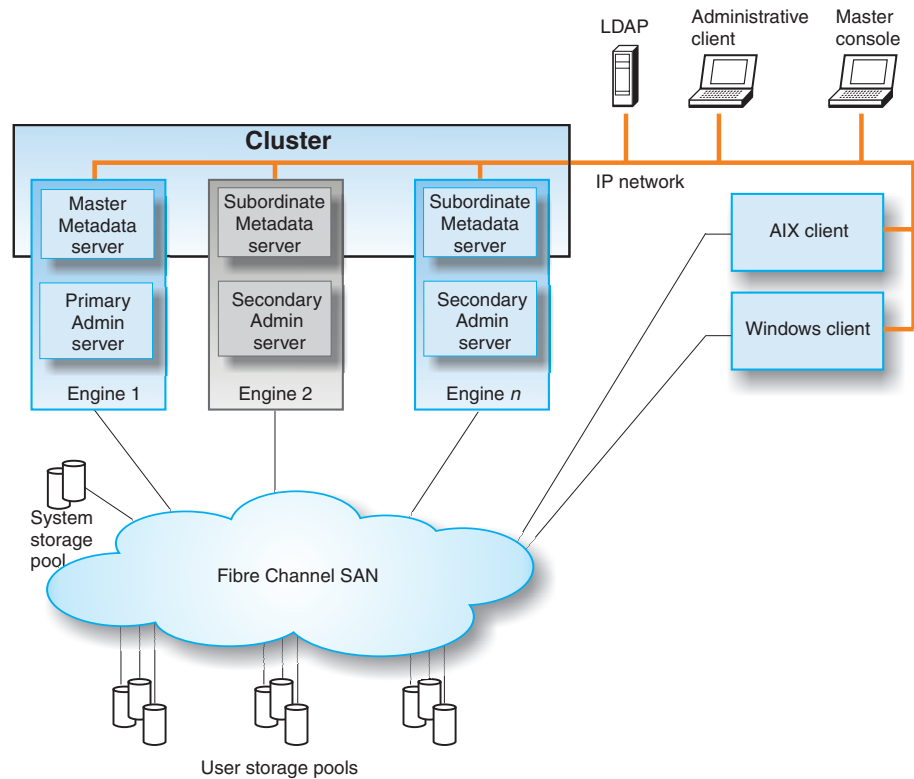 LDAP
Administrative
client
Master
console
Cluster
IP network
Master
Metadata
server
Subordinate
Metadata
server
Subordinate
Metadata
server
AIX client
Primary
Admin
server
Secondary
Admin
server
Secondary
Admin
server
Windows client
Engine 1
Engine 2
Engine n
System
storage
pool
Fibre Channel SAN
User storage pools